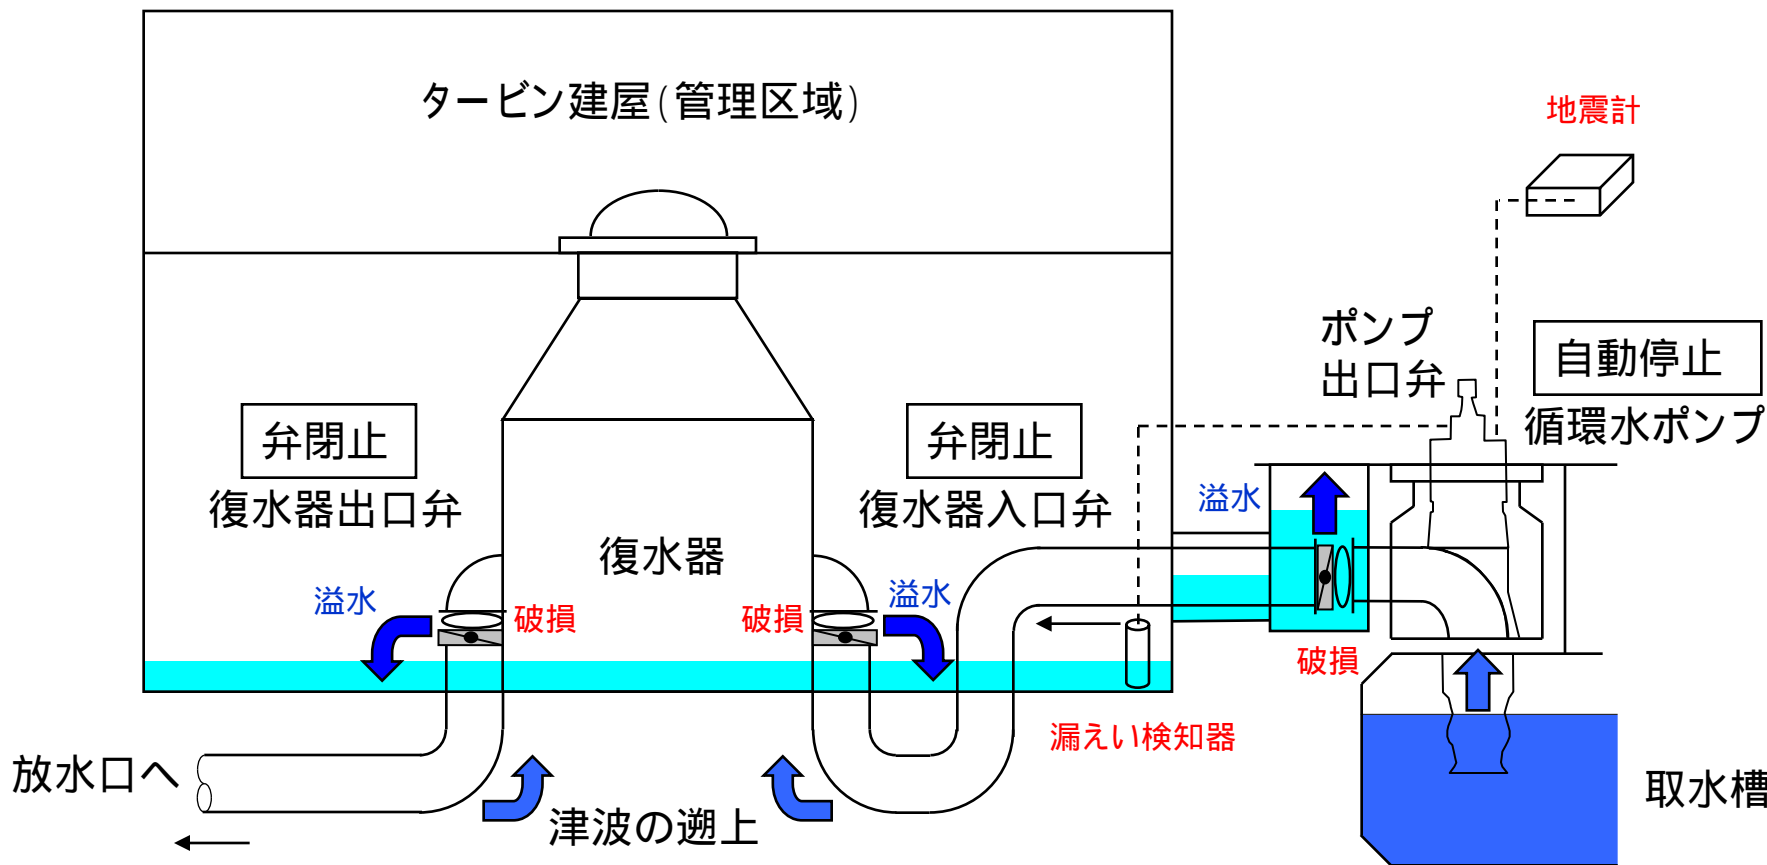 タービン建屋(管理区域)
地震計
ポンプ
出口弁
自動停止
循環水ポンプ
弁閉止
復水器出口弁
弁閉止
復水器入口弁
溢水
復水器
溢水
破損
破損
溢水
破損
漏えい検知器
放水口へ
津波の遡上
取水槽